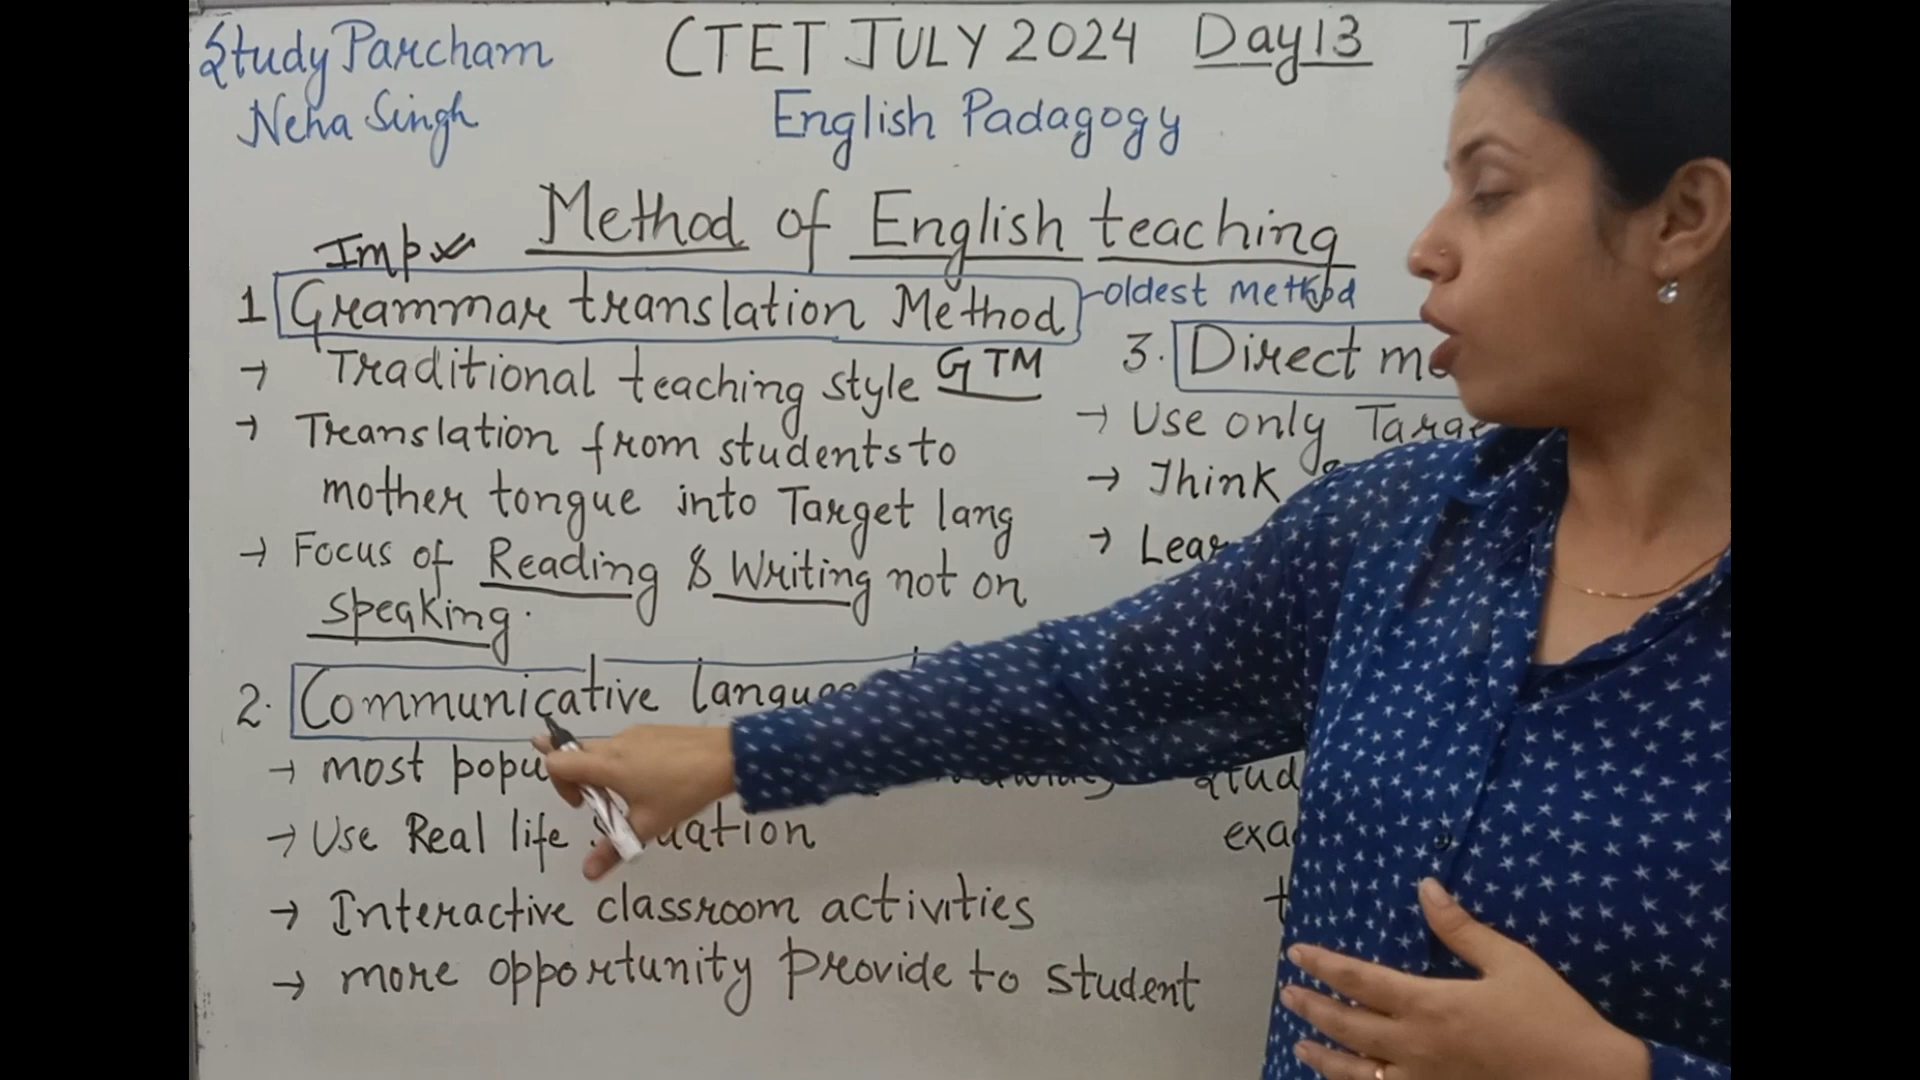 Study Parcham
CTET JULY 2024 Day 13
Neha Singh
English Padagogy
Method of English teaching
Imp
1 Grammar translation Method
oldest method
→ Traditional teaching style GTM
→ Translation from students to
mother tongue into Target lang
→ Focus of Reading & Writing not on
speaking.
2. Communicative
→ most
→ Use Real life
→ Interactive classroom activities
→ more opportunity provide to student
3. Direct
→ Use only
→ Think
→